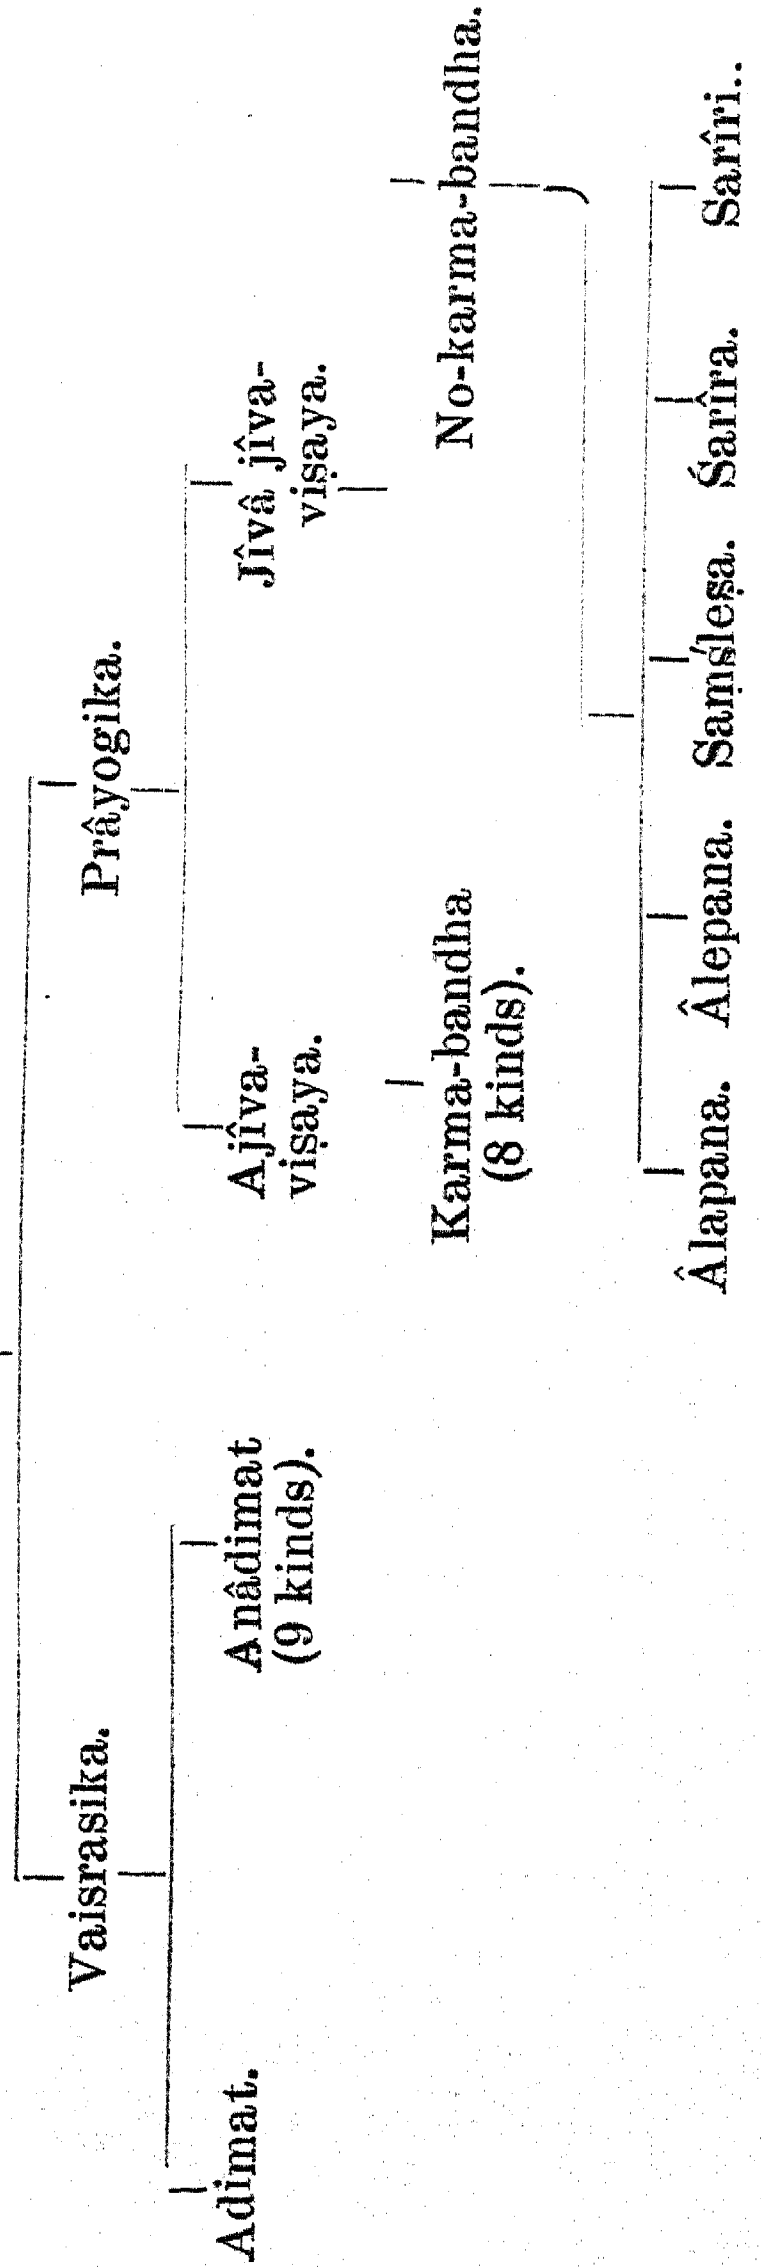 Vaisrasika.
Prâyogika.
Adimat.
Anâdimat
(9 kinds).
Ajîva-
viṣaya.
Jîvâ jîva-
viṣaya.
Karma-bandha
(8 kinds).
No-karma-bandha.
Âlapana.
Âlepana.
Saṃśleṣa.
Śarîra.
Sarîri..